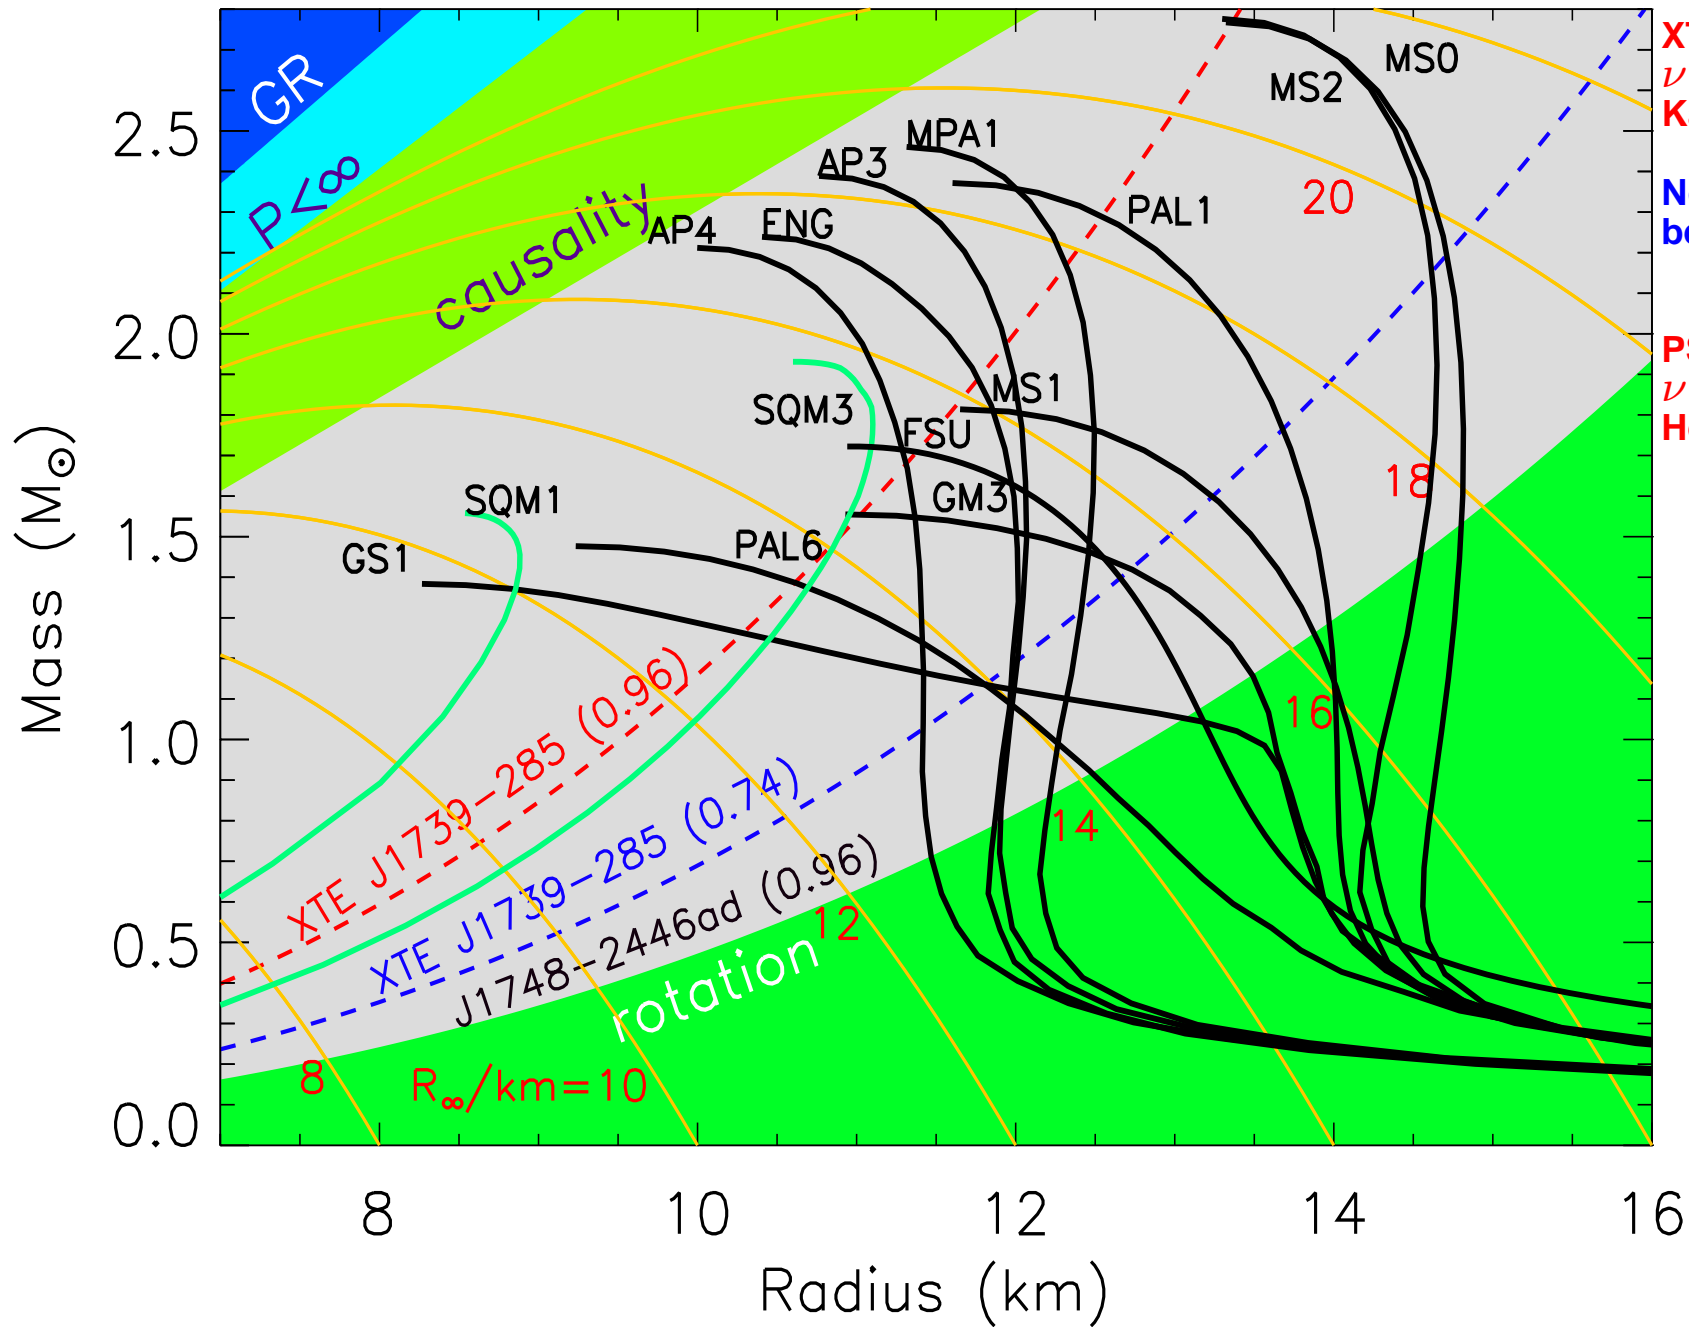 GR
P<∞
causality
MS0
MS2
MPA1
AP3
PAL1
ENG
AP4
20
MS1
SQM3
FSU
18
SQM1
GM3
PAL6
GS1
16
14
12
XTE J1739-285 (0.96)
XTE J1739-285 (0.74)
J1748-2446ad (0.96)
rotation
8
R∞/km=10
2.5
2.0
1.5
1.0
0.5
0.0
Mass (M⊙)
8
10
12
14
16
Radius (km)
ν
ν